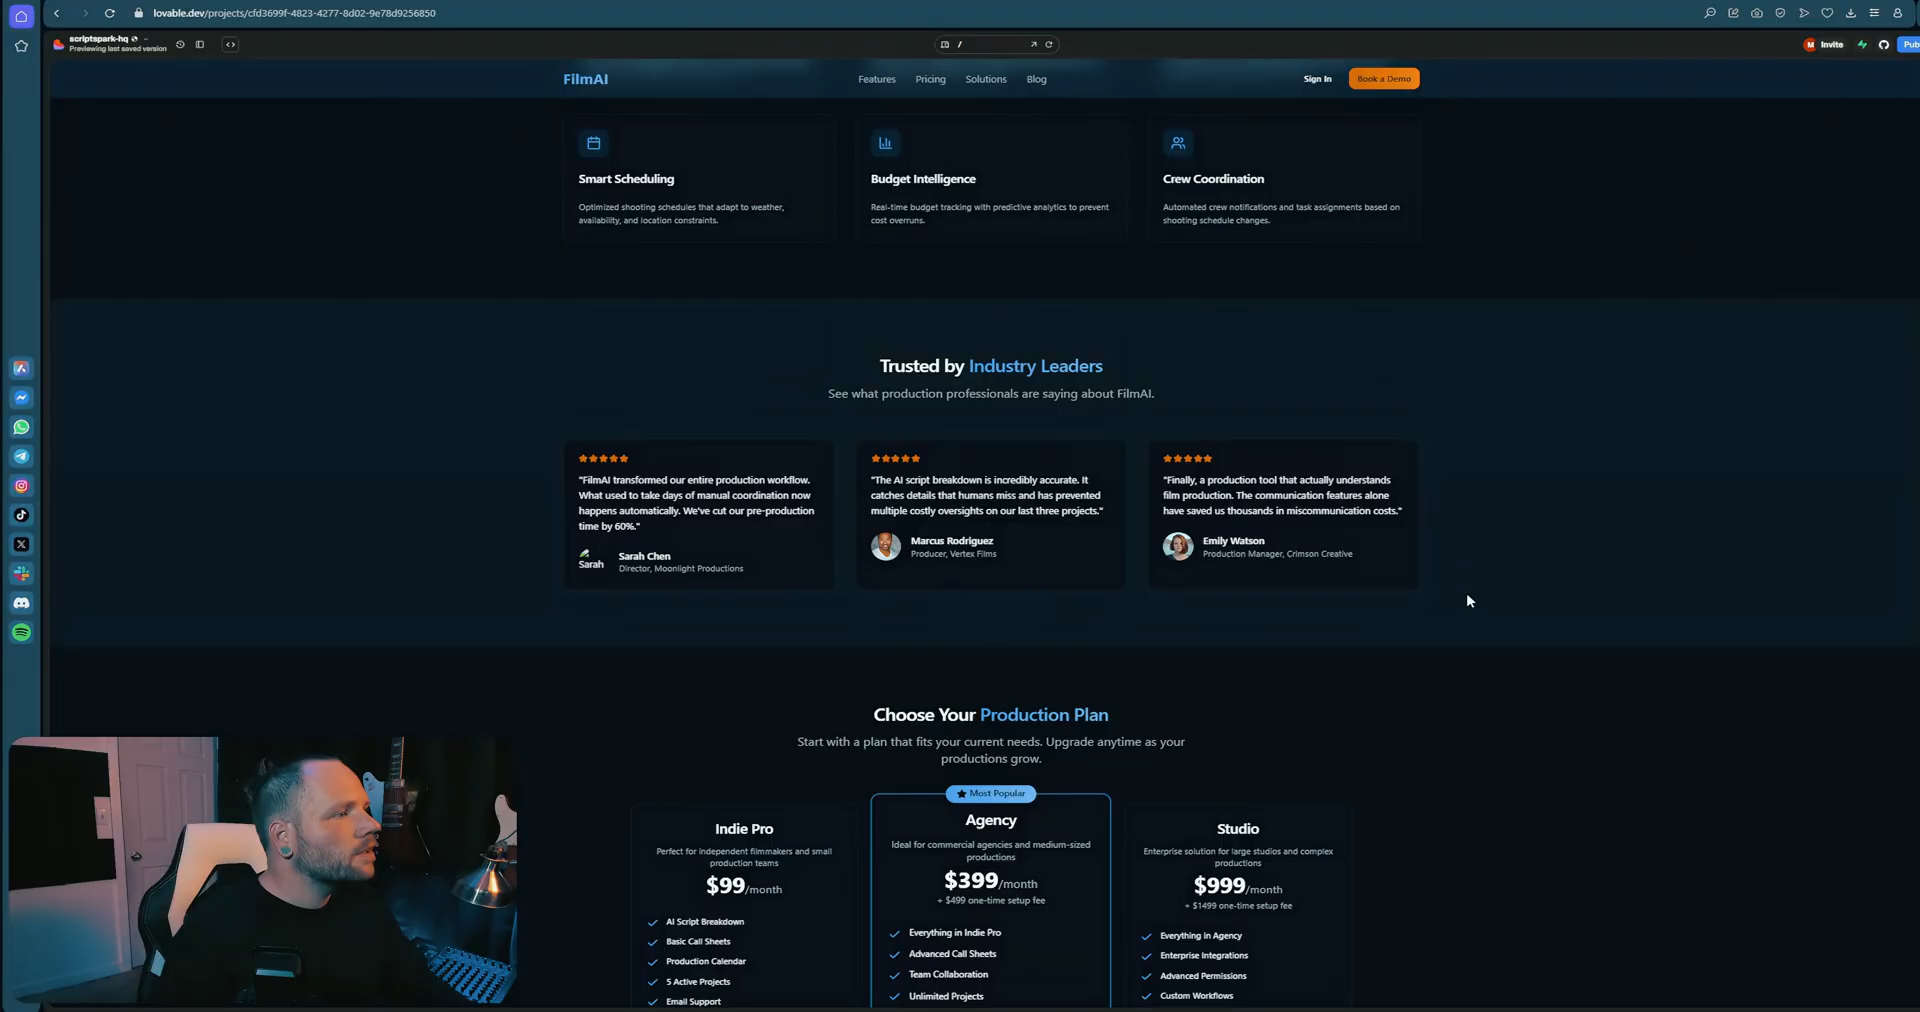 lovable.dev/projects/cfd3699f-4823-4277-8d02-9e78d9256850
scriptspark-hq
Previewing last saved version
/
Invite
Pub
FilmAI
Features Pricing Solutions Blog
Sign In
Book a Demo
Smart Scheduling
Optimized shooting schedules that adapt to weather,
availability, and location constraints.
Budget Intelligence
Real-time budget tracking with predictive analytics to prevent
cost overruns.
Crew Coordination
Automated crew notifications and task assignments based on
shooting schedule changes.
Trusted by Industry Leaders
See what production professionals are saying about FilmAI.
"FilmAI transformed our entire production workflow.
What used to take days of manual coordination now
happens automatically. We've cut our pre-production
time by 60%."
Sarah
Sarah Chen
Director, Moonlight Productions
"The AI script breakdown is incredibly accurate. It
catches details that humans miss and has prevented
multiple costly oversights on our last three projects."
Marcus Rodriguez
Producer, Vertex Films
"Finally, a production tool that actually understands
film production. The communication features alone
have saved us thousands in miscommunication costs."
Emily Watson
Production Manager, Crimson Creative
Choose Your Production Plan
Start with a plan that fits your current needs. Upgrade anytime as your
productions grow.
Indie Pro
Perfect for independent filmmakers and small
production teams
$99/month
AI Script Breakdown
Basic Call Sheets
Production Calendar
5 Active Projects
Email Support
Most Popular
Agency
Ideal for commercial agencies and medium-sized
productions
$399/month
+ $499 one-time setup fee
Everything in Indie Pro
Advanced Call Sheets
Team Collaboration
Unlimited Projects
Studio
Enterprise solution for large studios and complex
productions
$999/month
+ $1499 one-time setup fee
Everything in Agency
Enterprise Integrations
Advanced Permissions
Custom Workflows